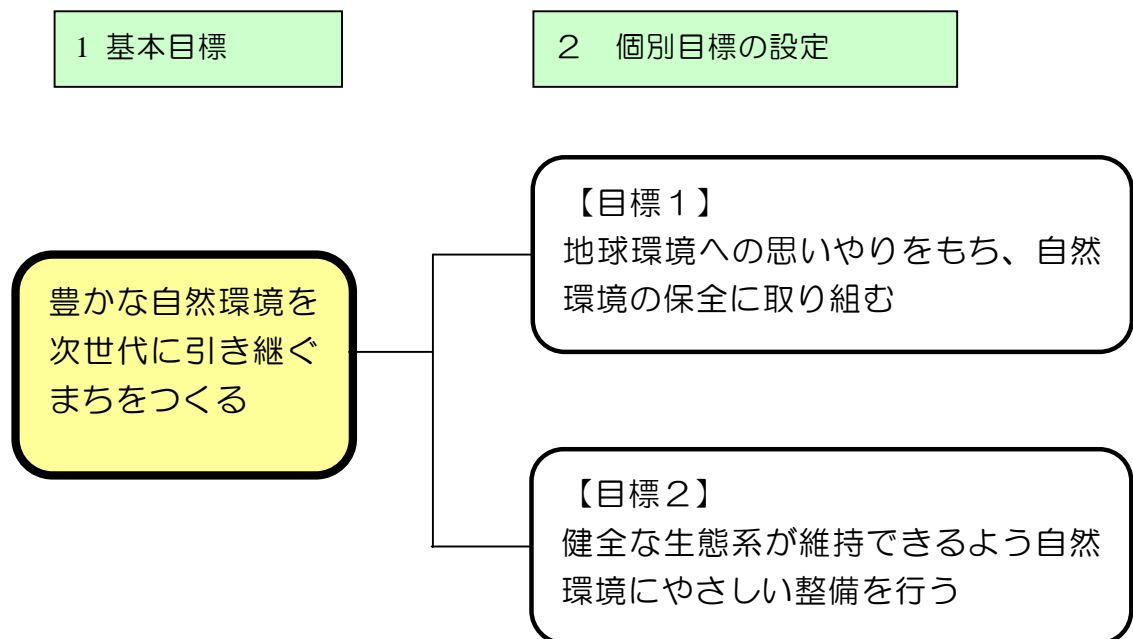 1 基本目標
２　個別目標の設定
豊かな自然環境を
次世代に引き継ぐ
まちをつくる
【目標１】
地球環境への思いやりをもち、自然
環境の保全に取り組む
【目標２】
健全な生態系が維持できるよう自然
環境にやさしい整備を行う